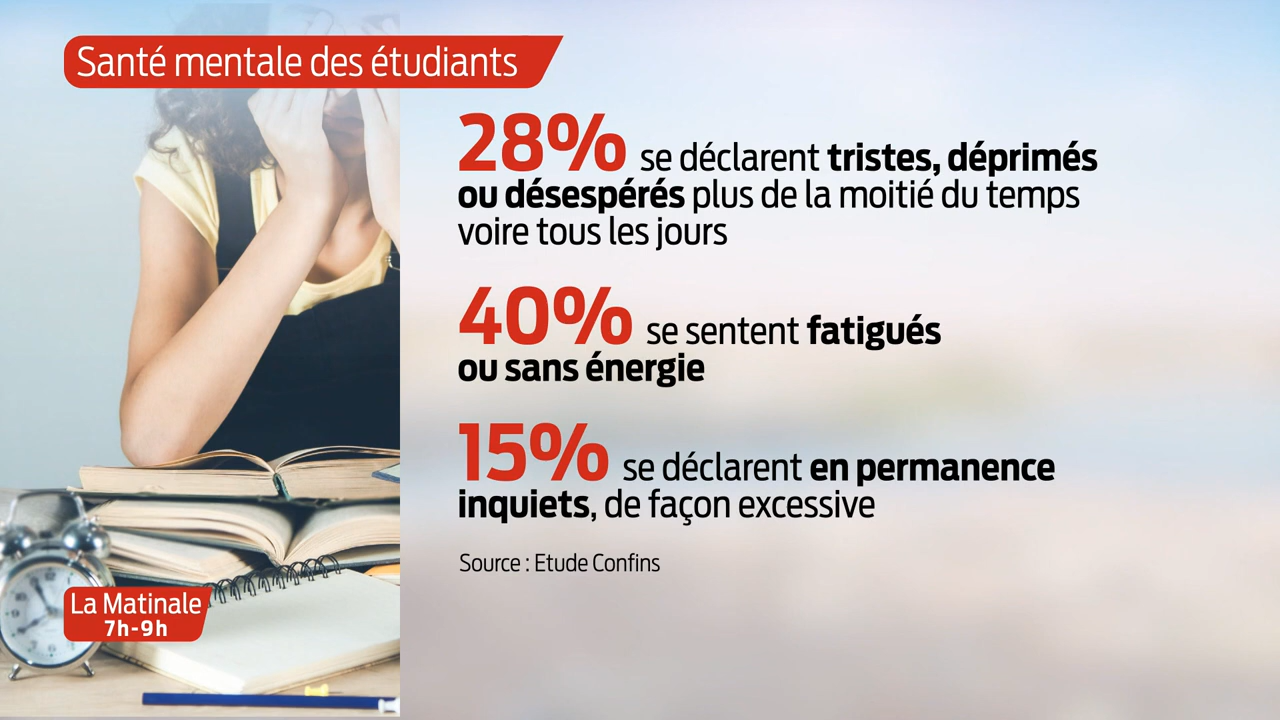 Santé mentale des étudiants
28% se déclarent tristes, déprimés
ou désespérés plus de la moitié du temps
voire tous les jours
40% se sentent fatigués
ou sans énergie
15% se déclarent en permanence
inquiets, de façon excessive
Source : Etude Confins
La Matinale
7h-9h